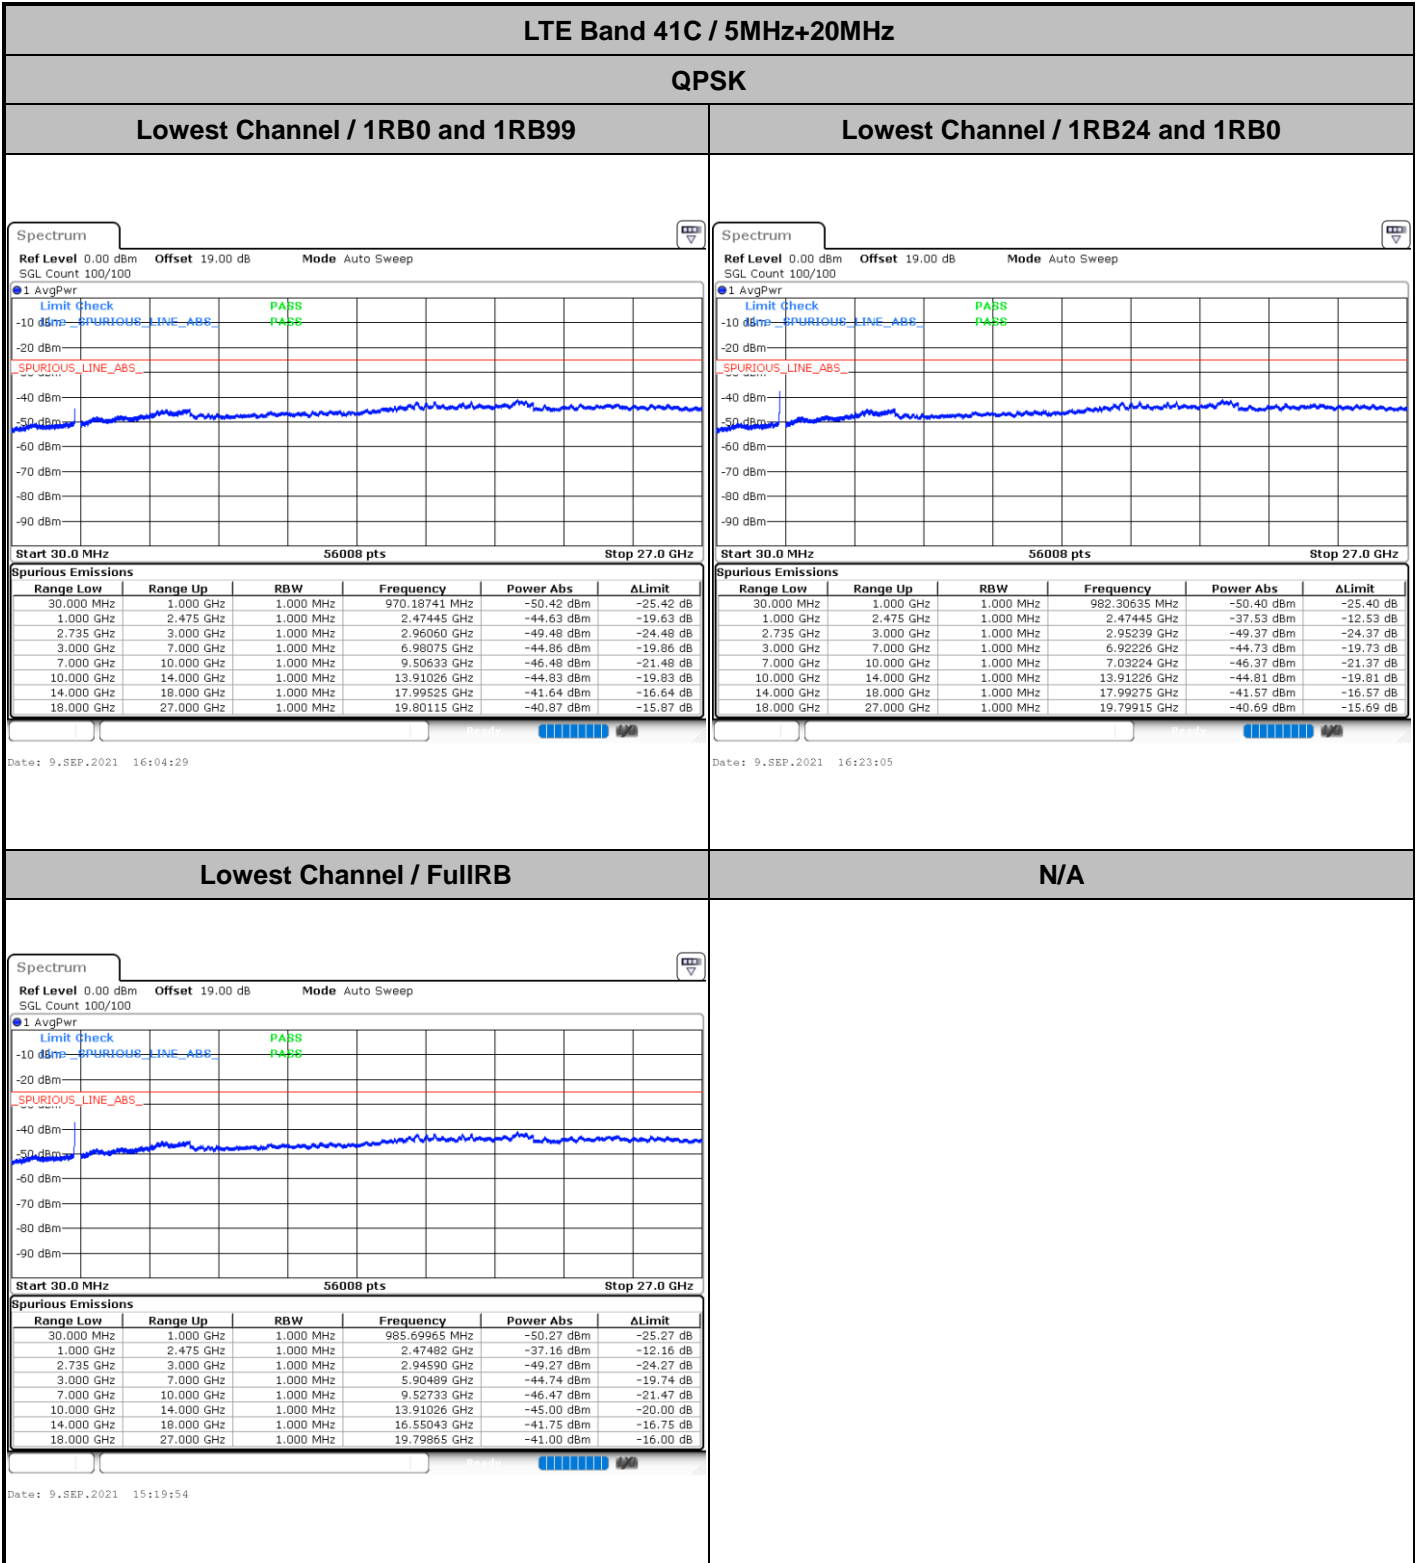 LTE Band 41C / 5MHz+20MHz
QPSK
Lowest Channel / 1RB0 and 1RB99
Lowest Channel / 1RB24 and 1RB0
Spectrum
Ref Level 0.00 dBm Offset 19.00 dB Mode Auto Sweep
SGL Count 100/100
1 AvgPwr
Limit Check PASS
-10 dBm Line _SPURIOUS_LINE_ABS_ PASS
-20 dBm
_SPURIOUS_LINE_ABS_
-40 dBm
-50 dBm
-60 dBm
-70 dBm
-80 dBm
-90 dBm
Start 30.0 MHz 56008 pts Stop 27.0 GHz
Spurious Emissions
Range Low Range Up RBW Frequency Power Abs ΔLimit
30.000 MHz 1.000 GHz 1.000 MHz 970.18741 MHz -50.42 dBm -25.42 dB
1.000 GHz 2.475 GHz 1.000 MHz 2.47445 GHz -44.63 dBm -19.63 dB
2.735 GHz 3.000 GHz 1.000 MHz 2.96060 GHz -49.48 dBm -24.48 dB
3.000 GHz 7.000 GHz 1.000 MHz 6.98075 GHz -44.86 dBm -19.86 dB
7.000 GHz 10.000 GHz 1.000 MHz 9.50633 GHz -46.48 dBm -21.48 dB
10.000 GHz 14.000 GHz 1.000 MHz 13.91026 GHz -44.83 dBm -19.83 dB
14.000 GHz 18.000 GHz 1.000 MHz 17.99525 GHz -41.64 dBm -16.64 dB
18.000 GHz 27.000 GHz 1.000 MHz 19.80115 GHz -40.87 dBm -15.87 dB
Ready
Date: 9.SEP.2021 16:04:29
Spectrum
Ref Level 0.00 dBm Offset 19.00 dB Mode Auto Sweep
SGL Count 100/100
1 AvgPwr
Limit Check PASS
-10 dBm Line _SPURIOUS_LINE_ABS_ PASS
-20 dBm
_SPURIOUS_LINE_ABS_
-40 dBm
-50 dBm
-60 dBm
-70 dBm
-80 dBm
-90 dBm
Start 30.0 MHz 56008 pts Stop 27.0 GHz
Spurious Emissions
Range Low Range Up RBW Frequency Power Abs ΔLimit
30.000 MHz 1.000 GHz 1.000 MHz 982.30635 MHz -50.40 dBm -25.40 dB
1.000 GHz 2.475 GHz 1.000 MHz 2.47445 GHz -37.53 dBm -12.53 dB
2.735 GHz 3.000 GHz 1.000 MHz 2.95239 GHz -49.37 dBm -24.37 dB
3.000 GHz 7.000 GHz 1.000 MHz 6.92226 GHz -44.73 dBm -19.73 dB
7.000 GHz 10.000 GHz 1.000 MHz 7.03224 GHz -46.37 dBm -21.37 dB
10.000 GHz 14.000 GHz 1.000 MHz 13.91226 GHz -44.81 dBm -19.81 dB
14.000 GHz 18.000 GHz 1.000 MHz 17.99275 GHz -41.57 dBm -16.57 dB
18.000 GHz 27.000 GHz 1.000 MHz 19.79915 GHz -40.69 dBm -15.69 dB
Ready
Date: 9.SEP.2021 16:23:05
Lowest Channel / FullRB
N/A
Spectrum
Ref Level 0.00 dBm Offset 19.00 dB Mode Auto Sweep
SGL Count 100/100
1 AvgPwr
Limit Check PASS
-10 dBm Line _SPURIOUS_LINE_ABS_ PASS
-20 dBm
_SPURIOUS_LINE_ABS_
-40 dBm
-50 dBm
-60 dBm
-70 dBm
-80 dBm
-90 dBm
Start 30.0 MHz 56008 pts Stop 27.0 GHz
Spurious Emissions
Range Low Range Up RBW Frequency Power Abs ΔLimit
30.000 MHz 1.000 GHz 1.000 MHz 985.69965 MHz -50.27 dBm -25.27 dB
1.000 GHz 2.475 GHz 1.000 MHz 2.47482 GHz -37.16 dBm -12.16 dB
2.735 GHz 3.000 GHz 1.000 MHz 2.94590 GHz -49.27 dBm -24.27 dB
3.000 GHz 7.000 GHz 1.000 MHz 5.90489 GHz -44.74 dBm -19.74 dB
7.000 GHz 10.000 GHz 1.000 MHz 9.52733 GHz -46.47 dBm -21.47 dB
10.000 GHz 14.000 GHz 1.000 MHz 13.91026 GHz -45.00 dBm -20.00 dB
14.000 GHz 18.000 GHz 1.000 MHz 16.55043 GHz -41.75 dBm -16.75 dB
18.000 GHz 27.000 GHz 1.000 MHz 19.79865 GHz -41.00 dBm -16.00 dB
Ready
Date: 9.SEP.2021 15:19:54